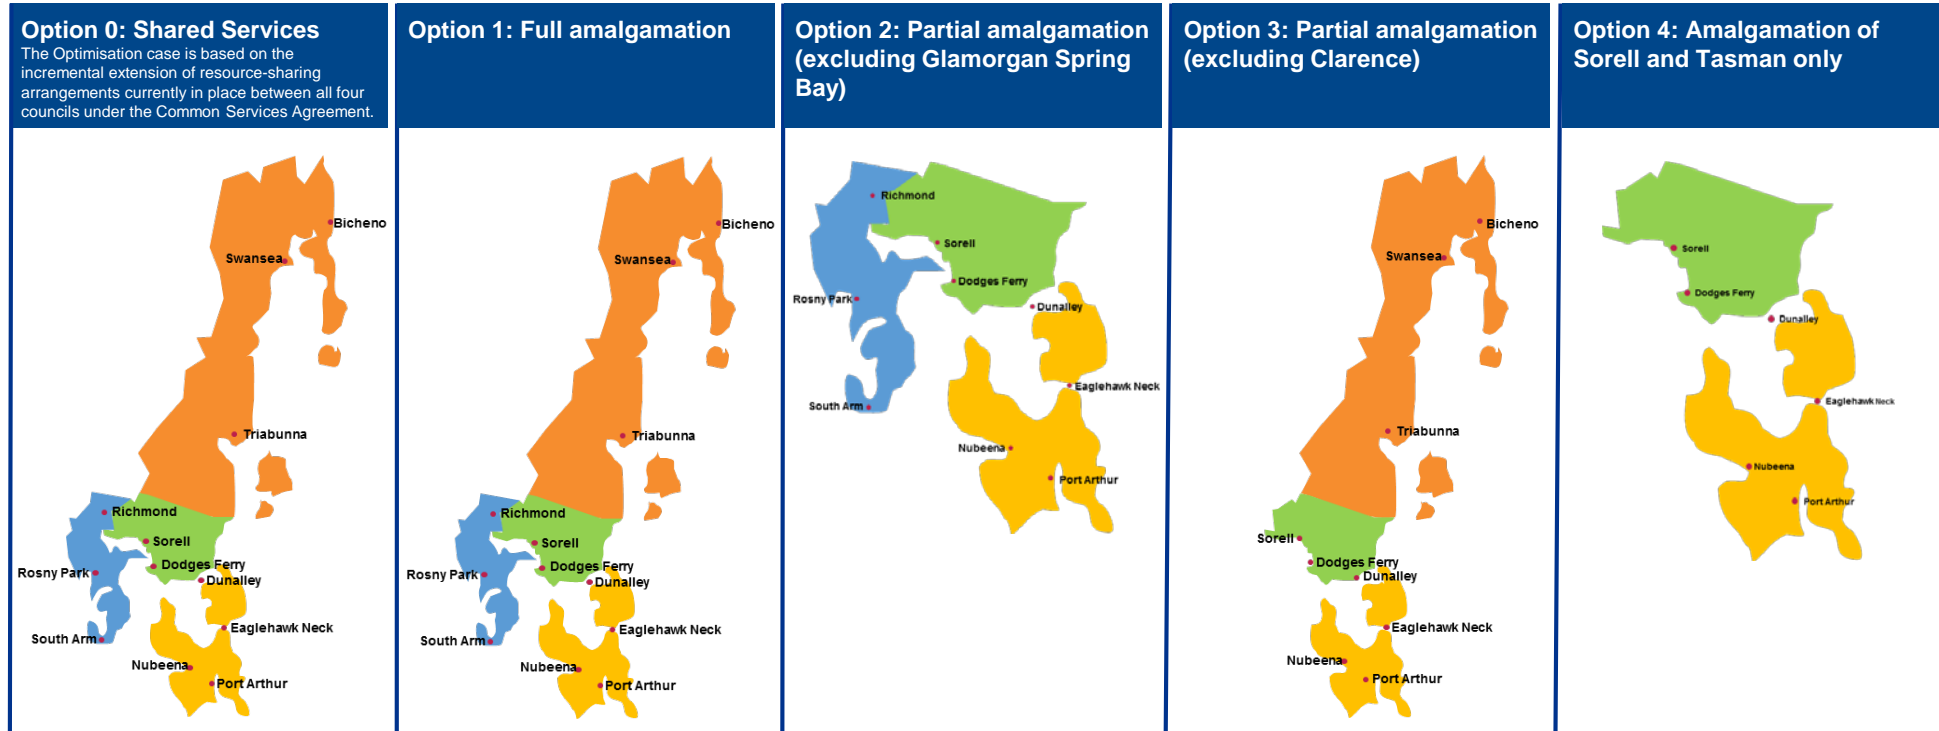 Option 0: Shared Services
The Optimisation case is based on the
incremental extension of resource-sharing
arrangements currently in place between all four
councils under the Common Services Agreement.
Bicheno
Swansea
Triabunna
Richmond
Sorell
Dodges Ferry
Rosny Park
Dunalley
Eaglehawk Neck
South Arm
Nubeena
Port Arthur
Option 1: Full amalgamation
Bicheno
Swansea
Triabunna
Richmond
Sorell
Dodges Ferry
Rosny Park
Dunalley
Eaglehawk Neck
South Arm
Nubeena
Port Arthur
Option 2: Partial amalgamation
(excluding Glamorgan Spring
Bay)
Richmond
Sorell
Dodges Ferry
Rosny Park
Dunalley
Eaglehawk Neck
South Arm
Nubeena
Port Arthur
Option 3: Partial amalgamation
(excluding Clarence)
Bicheno
Swansea
Triabunna
Sorell
Dodges Ferry
Dunalley
Eaglehawk Neck
Nubeena
Port Arthur
Option 4: Amalgamation of
Sorell and Tasman only
Sorell
Dodges Ferry
Dunalley
Eaglehawk Neck
Nubeena
Port Arthur